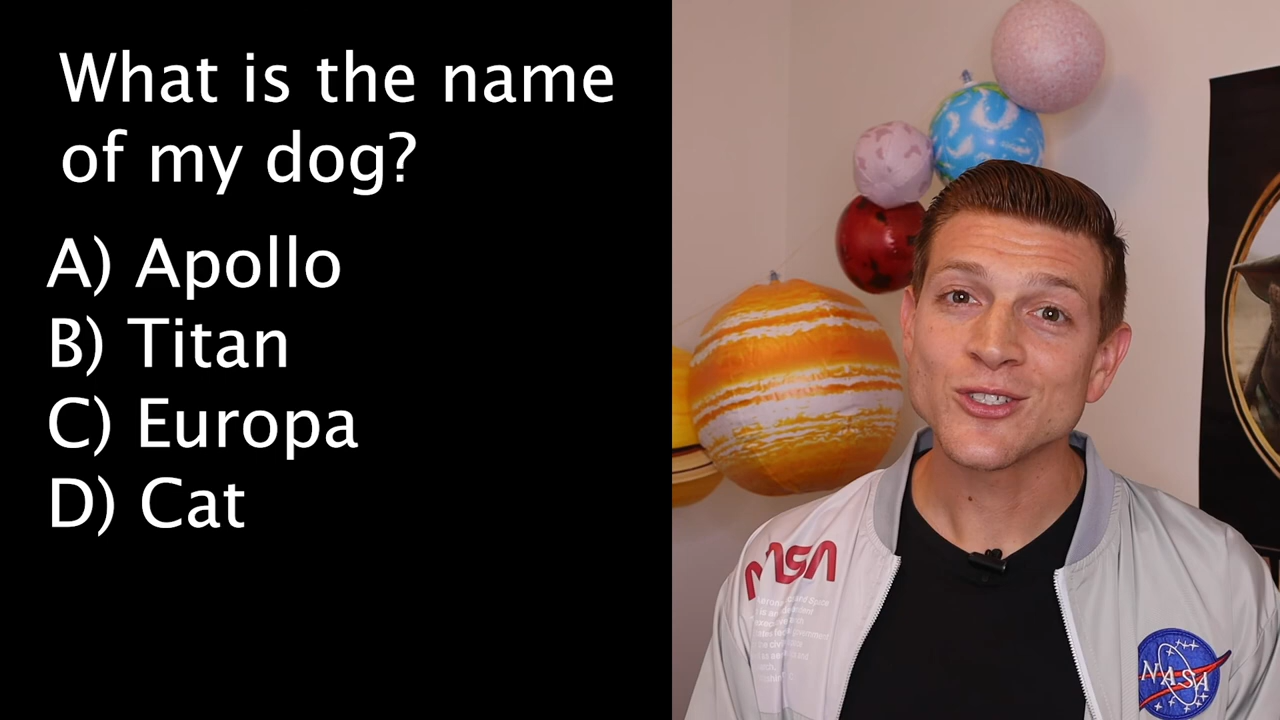 What is the name
of my dog?
A) Apollo
B) Titan
C) Europa
D) Cat
NASA
NASA